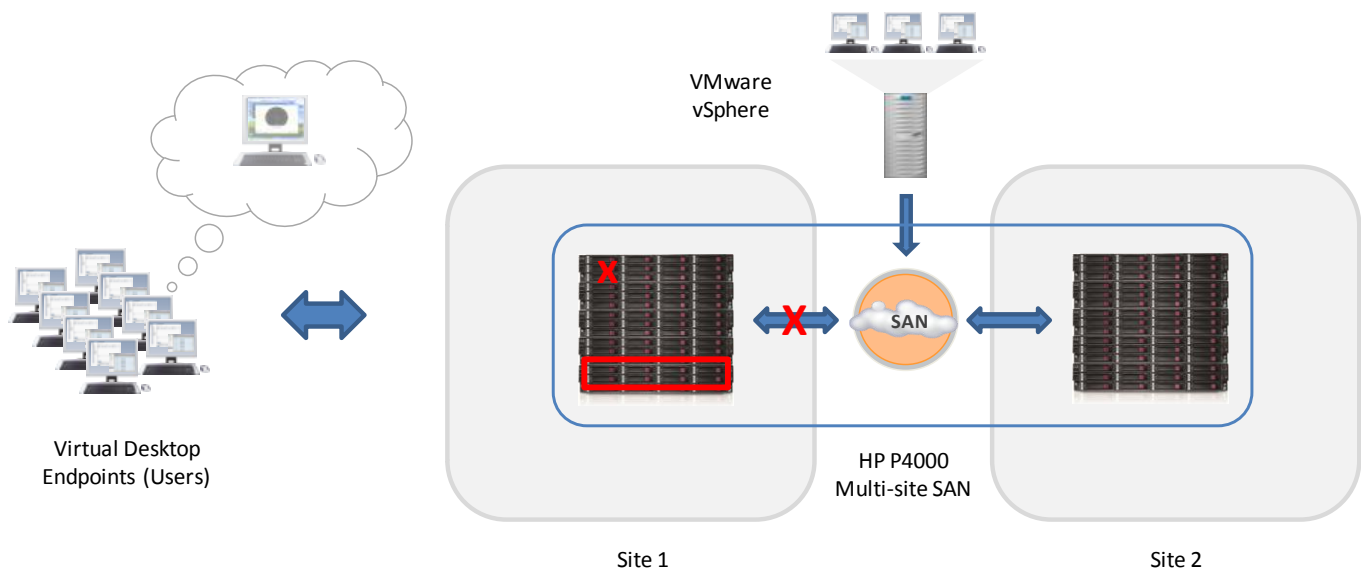 VMware
vSphere
X
X
SAN
Virtual Desktop
Endpoints (Users)
HP P4000
Multi-site SAN
Site 1
Site 2